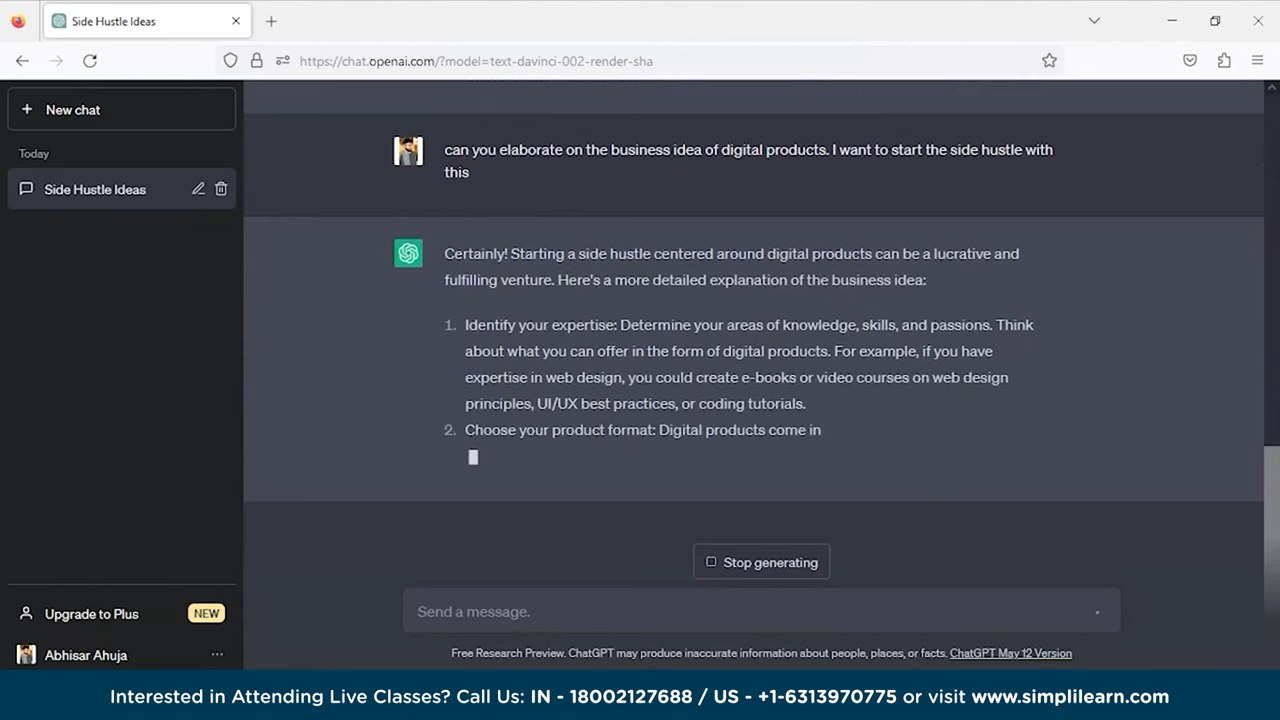 Side Hustle Ideas
https://chat.openai.com/?model=text-davinci-002-render-sha
New chat
Today
Side Hustle Ideas
can you elaborate on the business idea of digital products. I want to start the side hustle with
this
Certainly! Starting a side hustle centered around digital products can be a lucrative and
fulfilling venture. Here's a more detailed explanation of the business idea:
1. Identify your expertise: Determine your areas of knowledge, skills, and passions. Think
about what you can offer in the form of digital products. For example, if you have
expertise in web design, you could create e-books or video courses on web design
principles, UI/UX best practices, or coding tutorials.
2. Choose your product format: Digital products come in
Stop generating
Send a message.
Upgrade to Plus NEW
Abhisar Ahuja
Free Research Preview. ChatGPT may produce inaccurate information about people, places, or facts. ChatGPT May 12 Version
Interested in Attending Live Classes? Call Us: IN - 18002127688 / US - +1-6313970775 or visit www.simplilearn.com